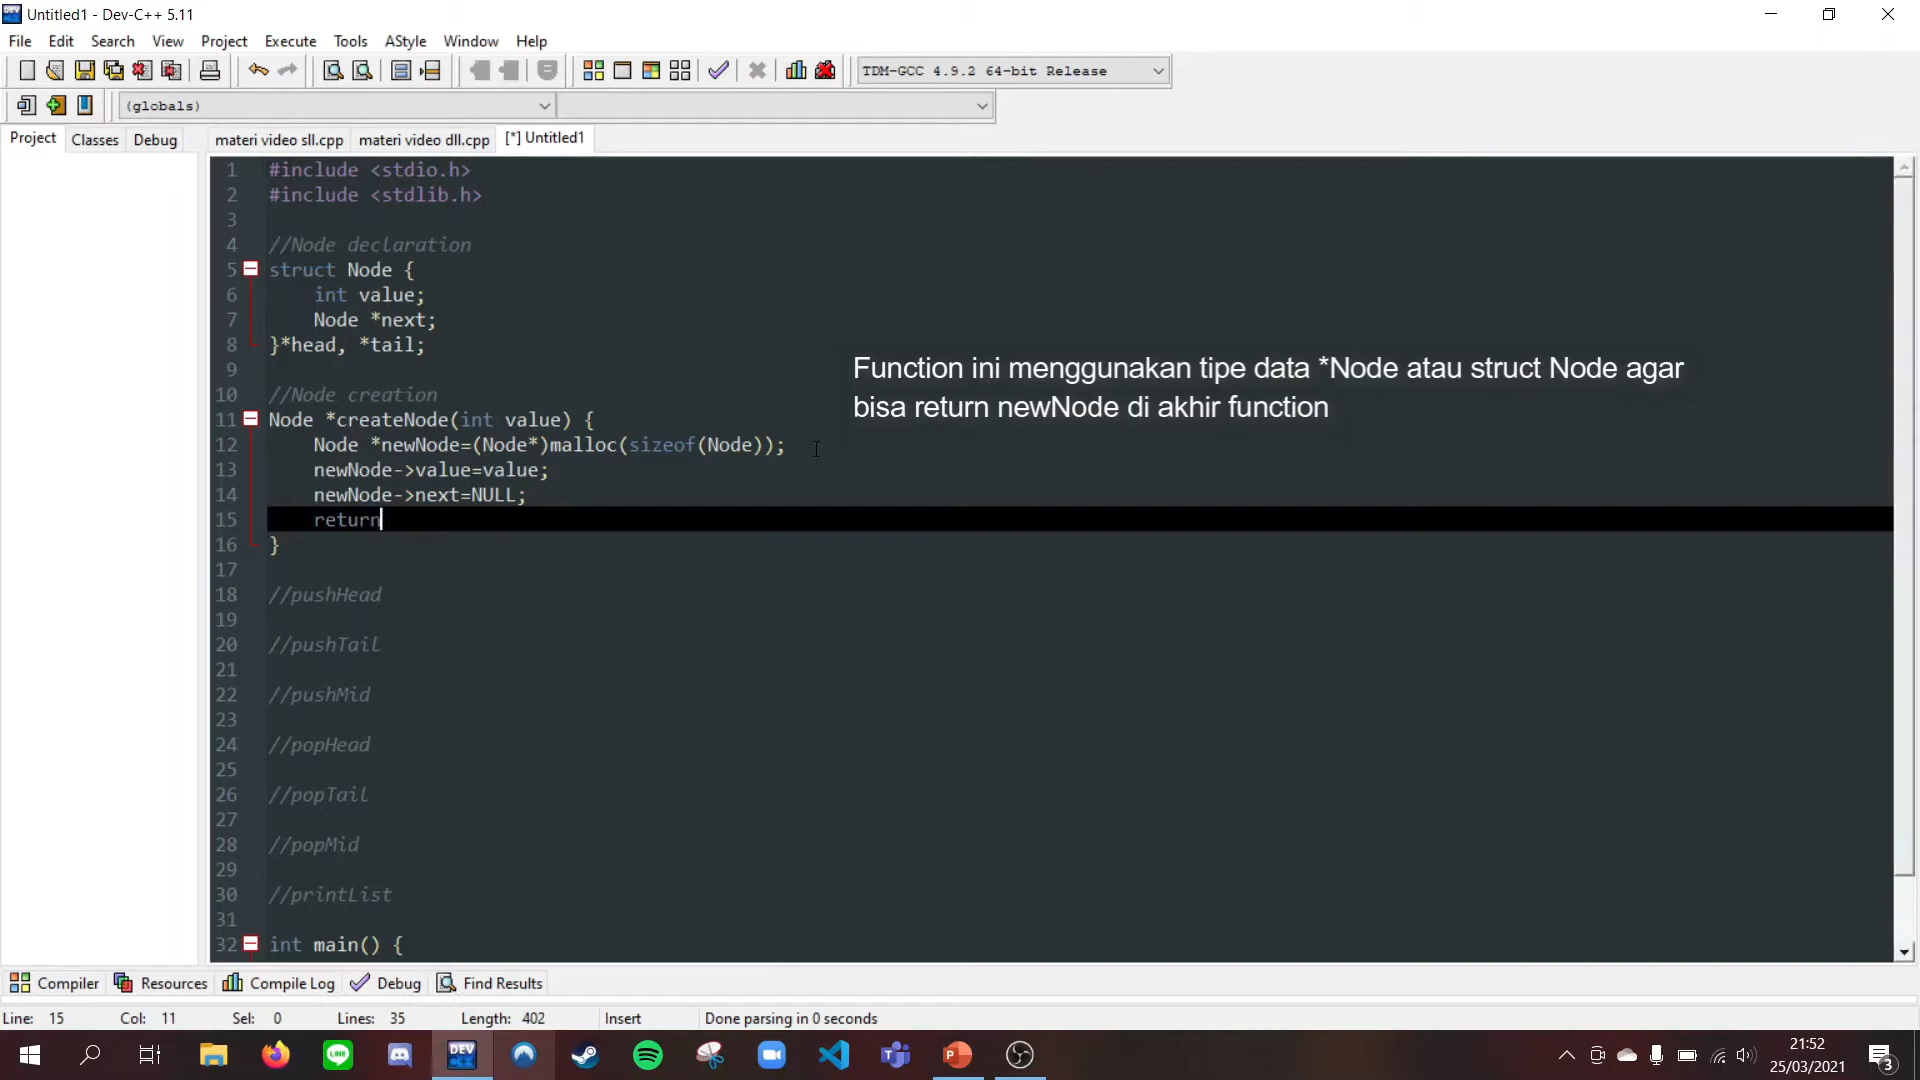 Untitled1 - Dev-C++ 5.11
File Edit Search View Project Execute Tools AStyle Window Help
TDM-GCC 4.9.2 64-bit Release
(globals)
Project Classes Debug
materi video sll.cpp materi video dll.cpp [*] Untitled1
1 #include <stdio.h>
2 #include <stdlib.h>
3
4 //Node declaration
5 struct Node {
6 int value;
7 Node *next;
8 }*head, *tail;
9
10 //Node creation
11 Node *createNode(int value) {
12 Node *newNode=(Node*)malloc(sizeof(Node));
13 newNode->value=value;
14 newNode->next=NULL;
15 return
16 }
17
18 //pushHead
19
20 //pushTail
21
22 //pushMid
23
24 //popHead
25
26 //popTail
27
28 //popMid
29
30 //printList
31
32 int main() {
Function ini menggunakan tipe data *Node atau struct Node agar
bisa return newNode di akhir function
Compiler Resources Compile Log Debug Find Results
Line: 15 Col: 11 Sel: 0 Lines: 35 Length: 402 Insert Done parsing in 0 seconds
DEV
LINE
21:52
25/03/2021
3